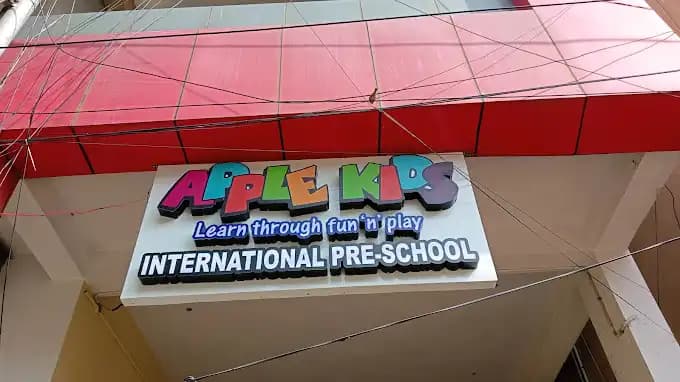 APPLE KIDS
Learn through fun 'n' play
INTERNATIONAL PRE-SCHOOL